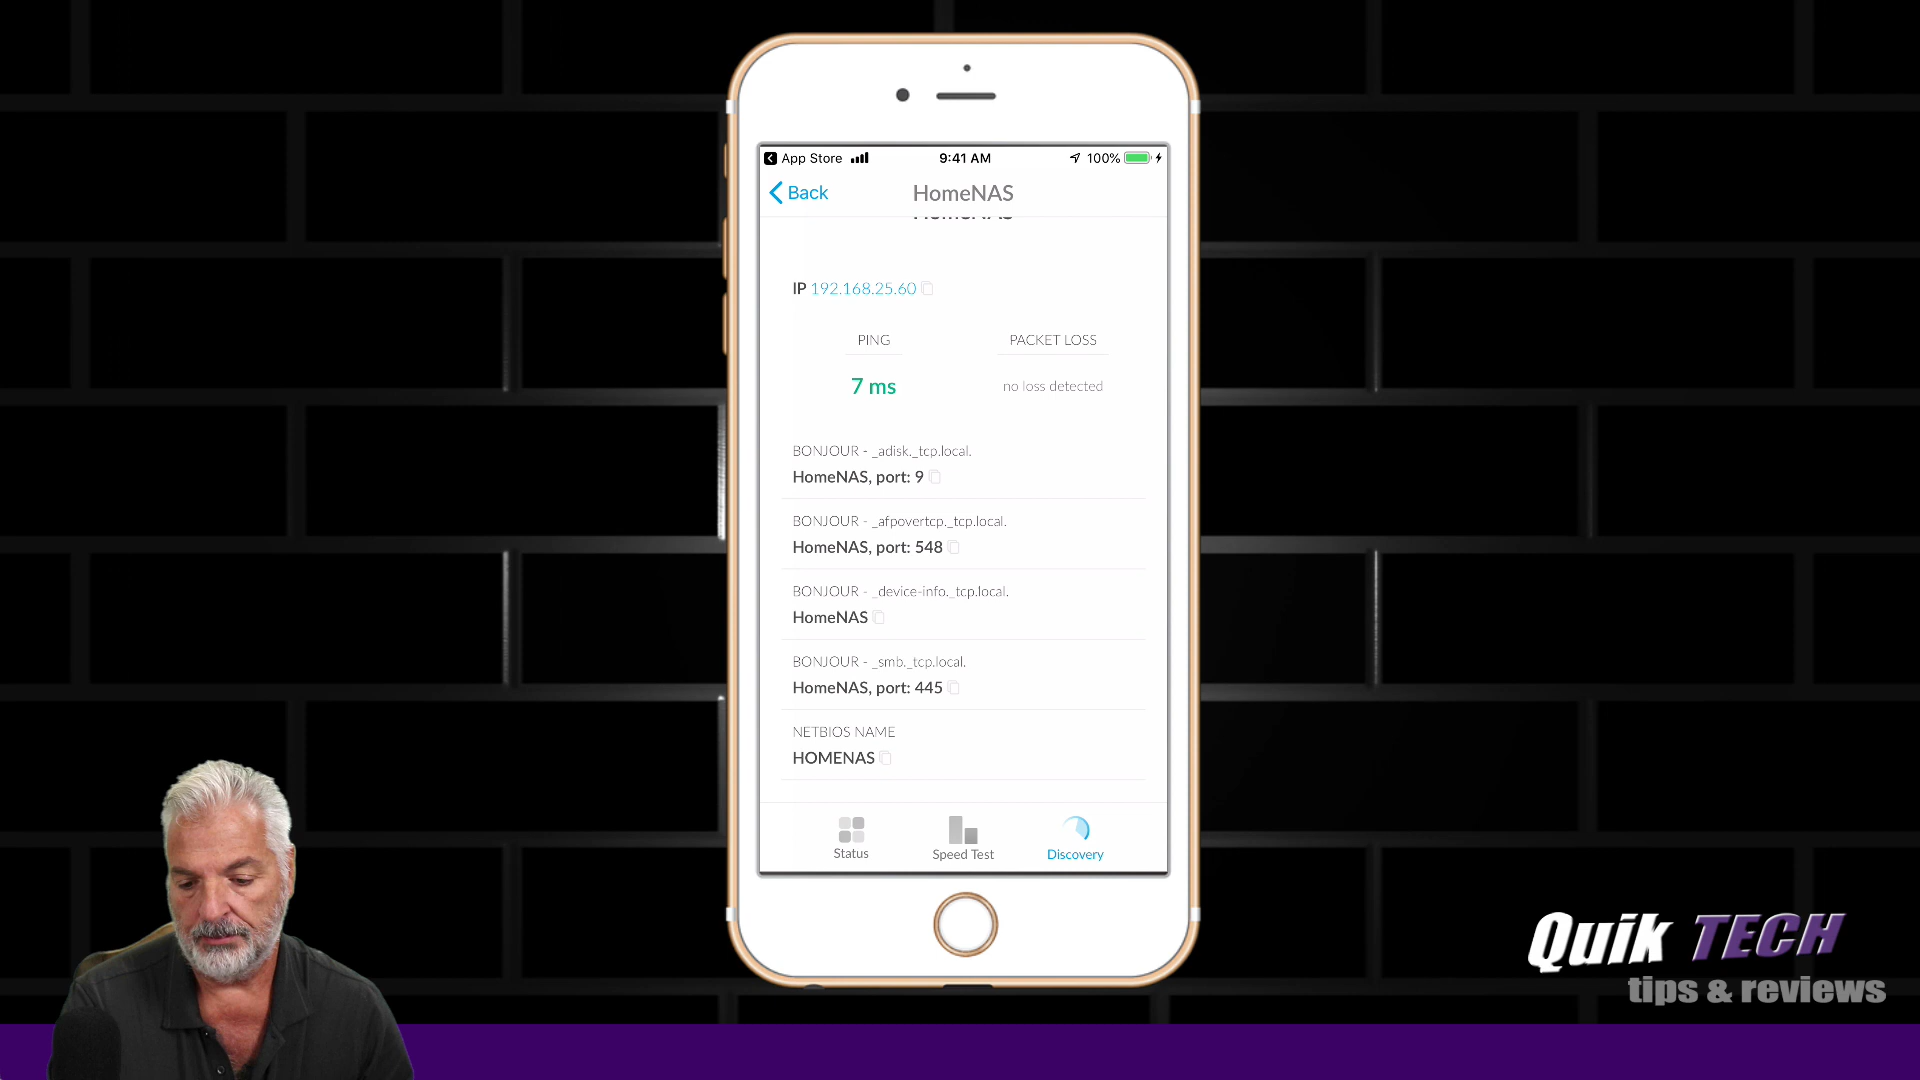 App Store 9:41 AM 100%
Back HomeNAS
HomeNAS
IP 192.168.25.60
PING PACKET LOSS
7 ms no loss detected
BONJOUR - _adisk._tcp.local.
HomeNAS, port: 9
BONJOUR - _afpovertcp._tcp.local.
HomeNAS, port: 548
BONJOUR - _device-info._tcp.local.
HomeNAS
BONJOUR - _smb._tcp.local.
HomeNAS, port: 445
NETBIOS NAME
HOMENAS
Status Speed Test Discovery
Quik TECH
tips & reviews